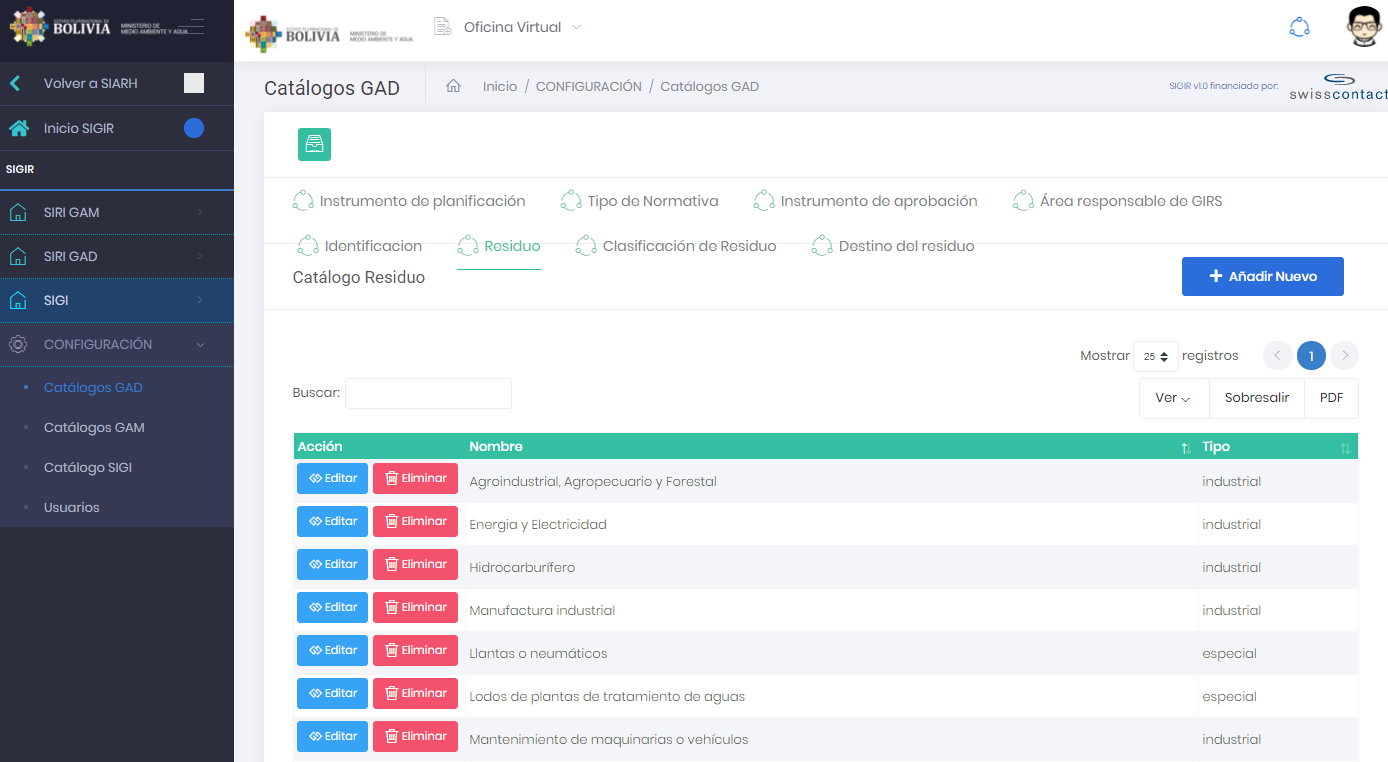 ESTADO PLURINACIONAL DE
BOLIVIA
MINISTERIO DE
MEDIO AMBIENTE Y AGUA
Volver a SIARH
Inicio SIGIR
SIGIR
SIRI GAM
SIRI GAD
SIGI
CONFIGURACIÓN
Catálogos GAD
Catálogos GAM
Catálogo SIGI
Usuarios
ESTADO PLURINACIONAL DE
BOLIVIA
MINISTERIO DE
MEDIO AMBIENTE Y AGUA
Oficina Virtual
Catálogos GAD
Inicio / CONFIGURACIÓN / Catálogos GAD
SIGIR v1.0 financiado por:
swisscontact
Instrumento de planificación Tipo de Normativa Instrumento de aprobación Área responsable de GIRS
Identificacion Residuo Clasificación de Residuo Destino del residuo
Catálogo Residuo
Añadir Nuevo
Mostrar 25 registros 1
Buscar:
Ver Sobresalir PDF
Acción Nombre Tipo
Editar Eliminar Agroindustrial, Agropecuario y Forestal industrial
Editar Eliminar Energia y Electricidad industrial
Editar Eliminar Hidrocarburífero industrial
Editar Eliminar Manufactura industrial industrial
Editar Eliminar Llantas o neumáticos especial
Editar Eliminar Lodos de plantas de tratamiento de aguas especial
Editar Eliminar Mantenimiento de maquinarias o vehículos industrial